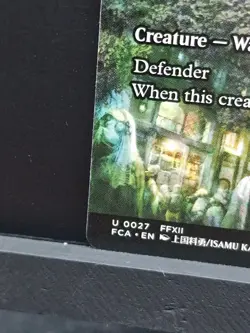 Creature — W
Defender
When this crea
U 0027 FFXII
FCA • EN 上国料勇/ISAMU KA